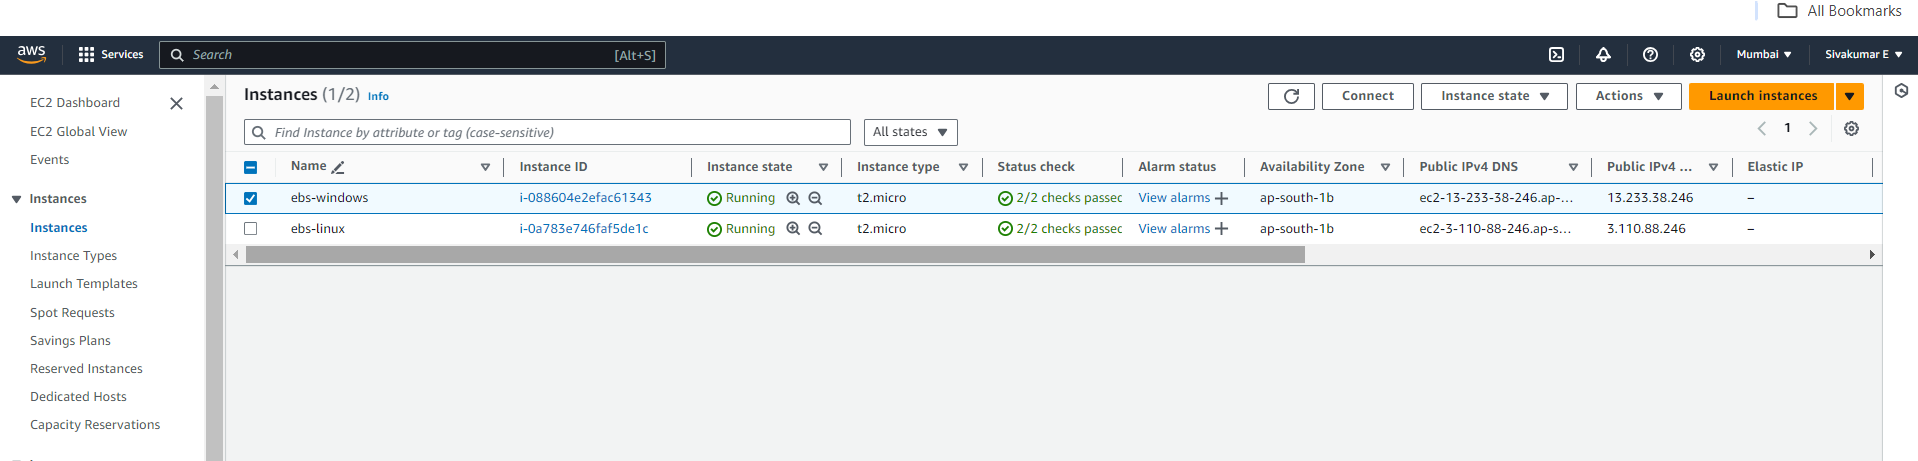 All Bookmarks
aws Services Search [Alt+S] Mumbai Sivakumar E
EC2 Dashboard
EC2 Global View
Events
Instances
Instances
Instance Types
Launch Templates
Spot Requests
Savings Plans
Reserved Instances
Dedicated Hosts
Capacity Reservations
Instances (1/2) Info Connect Instance state Actions Launch instances
Find Instance by attribute or tag (case-sensitive) All states 1
Name Instance ID Instance state Instance type Status check Alarm status Availability Zone Public IPv4 DNS Public IPv4 ... Elastic IP
ebs-windows i-088604e2efac61343 Running t2.micro 2/2 checks passec View alarms + ap-south-1b ec2-13-233-38-246.ap-... 13.233.38.246 –
ebs-linux i-0a783e746faf5de1c Running t2.micro 2/2 checks passec View alarms + ap-south-1b ec2-3-110-88-246.ap-s... 3.110.88.246 –